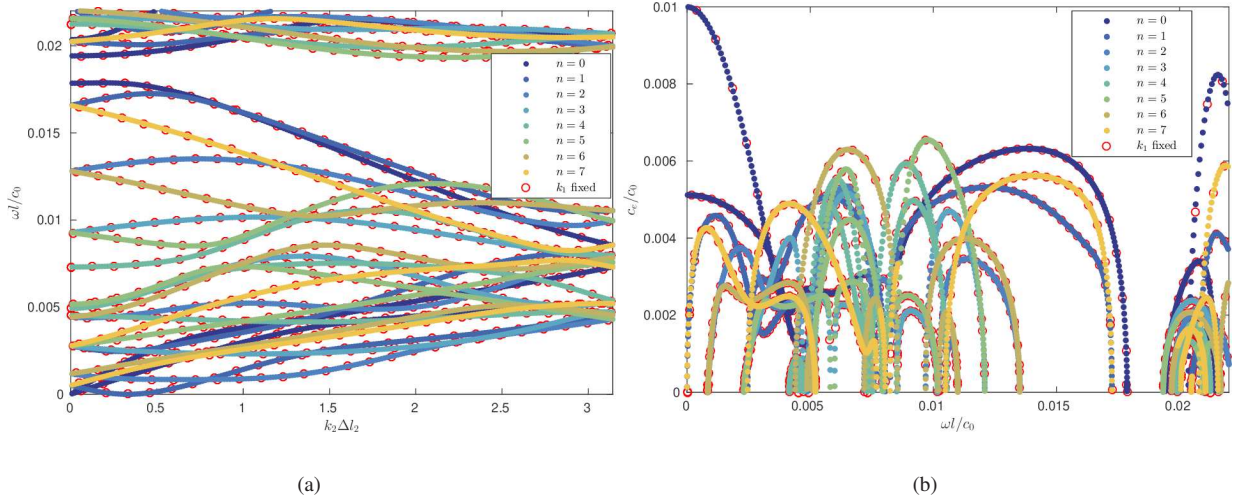 0.02
0.015
0.01
0.005
0
ωl/c₀
0
0.5
1
1.5
2
2.5
3
k₂Δl₂
n = 0
n = 1
n = 2
n = 3
n = 4
n = 5
n = 6
n = 7
k₁ fixed
(a)
0.01
0.008
0.006
0.004
0.002
0
cₑ/c₀
0
0.005
0.01
0.015
0.02
ωl/c₀
n = 0
n = 1
n = 2
n = 3
n = 4
n = 5
n = 6
n = 7
k₁ fixed
(b)